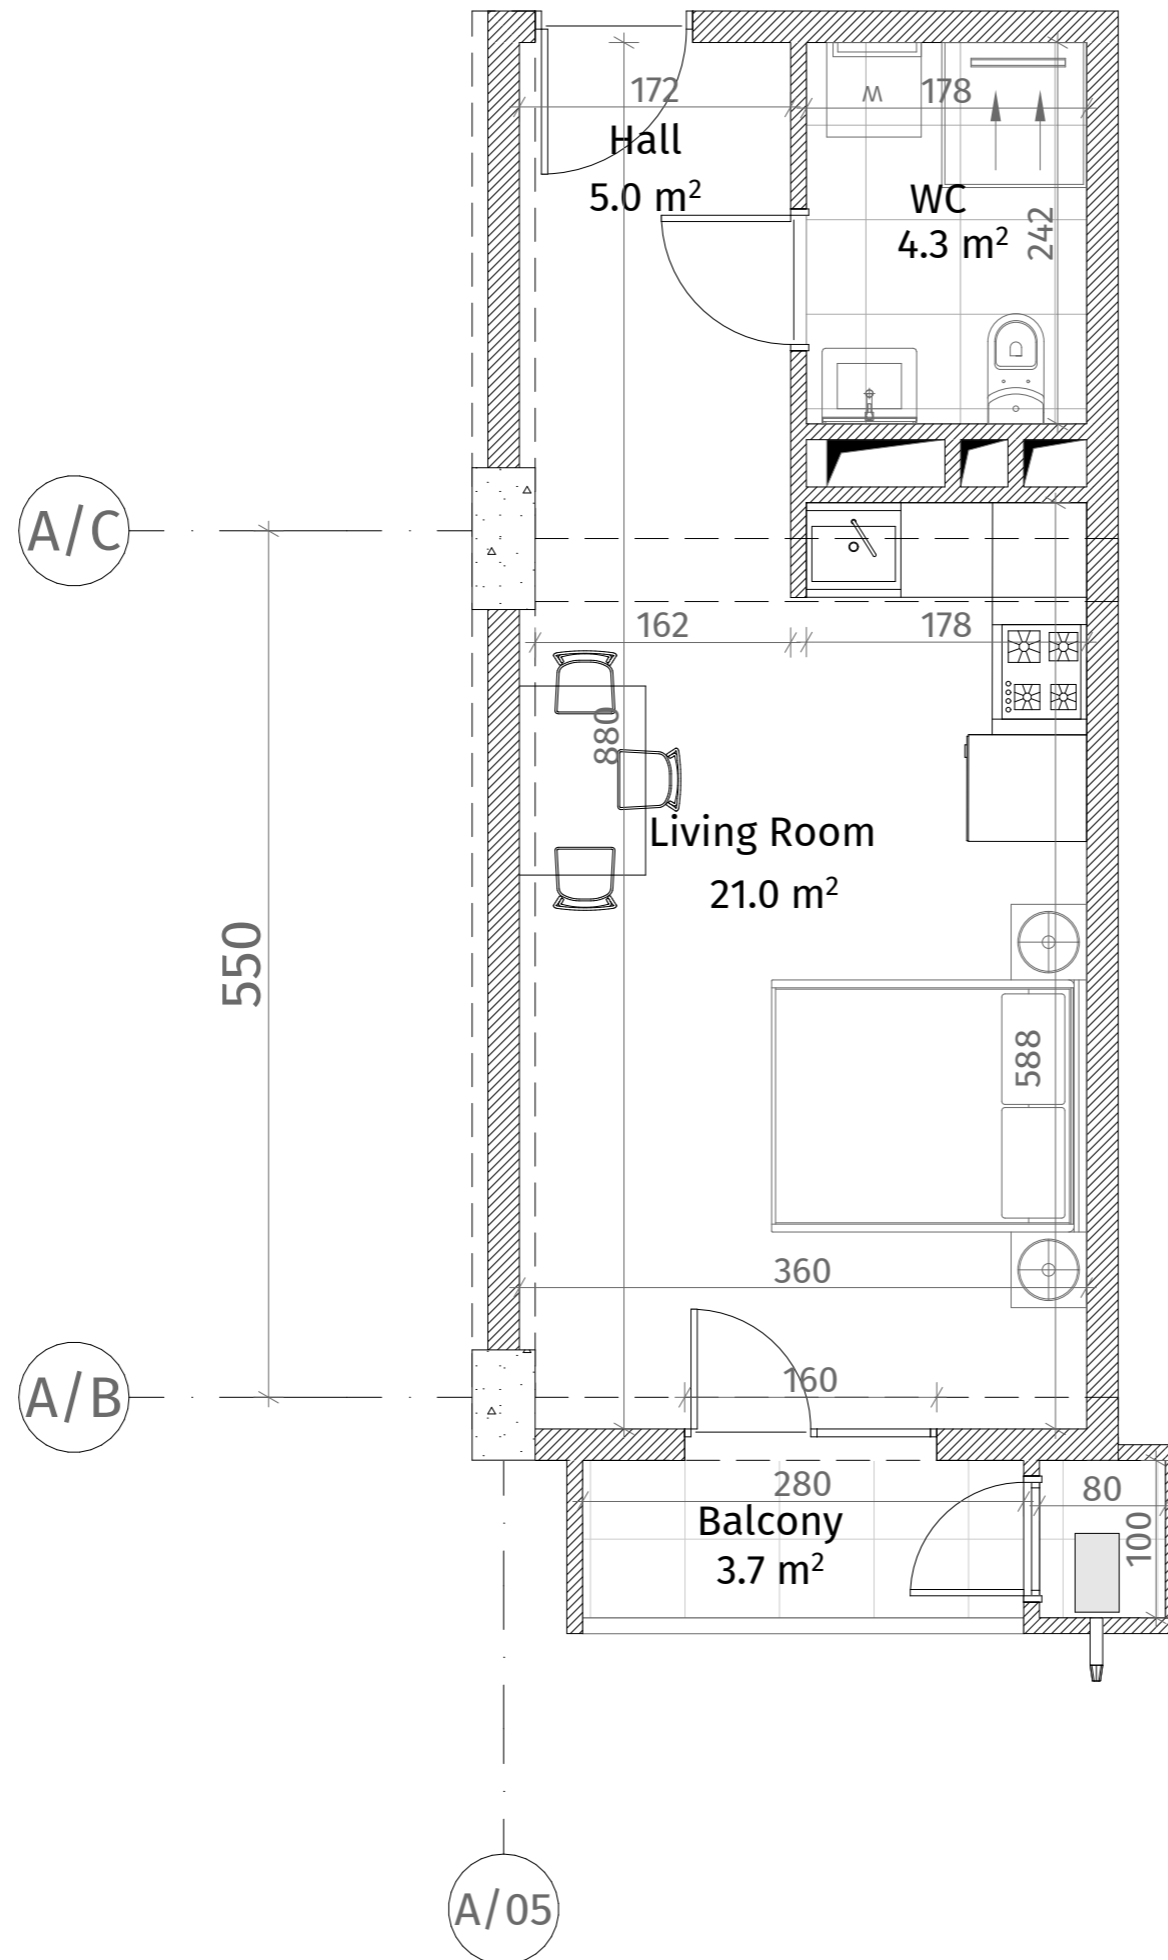 172
178
W
Hall
5.0 m²
WC
4.3 m²
242
A/C
162
178
880
Living Room
21.0 m²
550
588
360
A/B
160
280
80
Balcony
3.7 m²
100
A/05